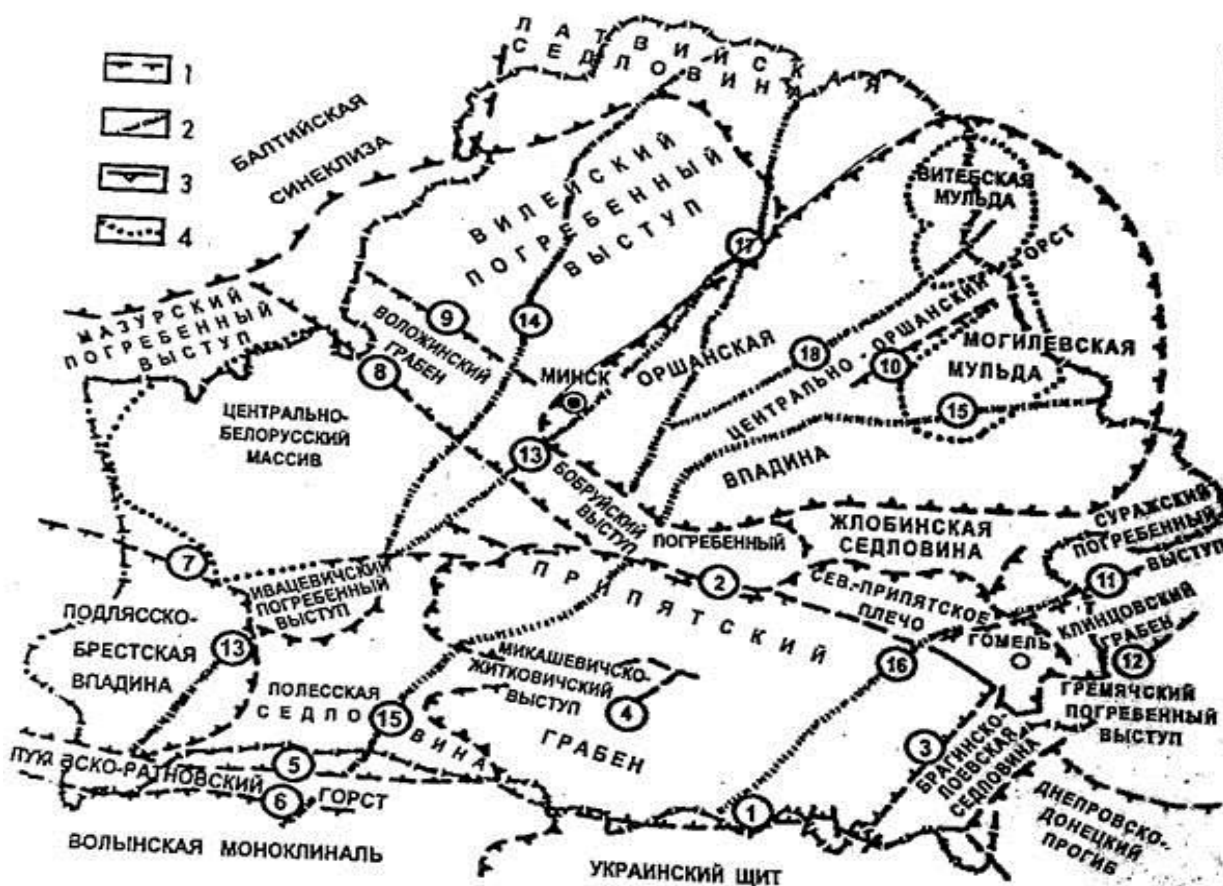 ЛАТВИЙСКАЯ
СЕДЛОВИНА
1
2
3
4
БАЛТИЙСКАЯ
СИНЕКЛИЗА
ВИЛЕЙСКИЙ
ПОГРЕБЕННЫЙ
ВЫСТУП
ВИТЕБСКАЯ
МУЛЬДА
17
МАЗУРСКИЙ
ПОГРЕБЕННЫЙ
ВЫСТУП
9
ВОЛОЖИНСКИЙ
ГРАБЕН
14
8
МИНСК
ОРШАНСКАЯ
ВПАДИНА
18
ЦЕНТРАЛЬНО-ОРШАНСКИЙ ГОРСТ
10
МОГИЛЕВСКАЯ
МУЛЬДА
15
ЦЕНТРАЛЬНО-
БЕЛОРУССКИЙ
МАССИВ
13
БОБРУЙСКИЙ
ПОГРЕБЕННЫЙ
ВЫСТУП
ЖЛОБИНСКАЯ
СЕДЛОВИНА
СУРАЖСКИЙ
ПОГРЕБЕННЫЙ
ВЫСТУП
11
7
ИВАЦЕВИЧСКИЙ
ПОГРЕБЕННЫЙ
ВЫСТУП
ПРИПЯТСКИЙ
ГРАБЕН
2
СЕВ.-ПРИПЯТСКОЕ
ПЛЕЧО
ГОМЕЛЬ
КЛИНЦОВСКИЙ
ГРАБЕН
12
ПОДЛЯССКО-
БРЕСТСКАЯ
ВПАДИНА
13
МИКАШЕВИЧСКО-
ЖИТКОВИЧСКИЙ
ВЫСТУП
4
16
ГРЕМЯЧСКИЙ
ПОГРЕБЕННЫЙ
ВЫСТУП
ПОЛЕССКАЯ
СЕДЛОВИНА
15
3
БРАГИНСКО-
ЛОЕВСКАЯ
СЕДЛОВИНА
5
6
ГОРСТ
1
ДНЕПРОВСКО-
ДОНЕЦКИЙ
ПРОГИБ
ВОЛЫНСКАЯ МОНОКЛИНАЛЬ
УКРАИНСКИЙ ЩИТ